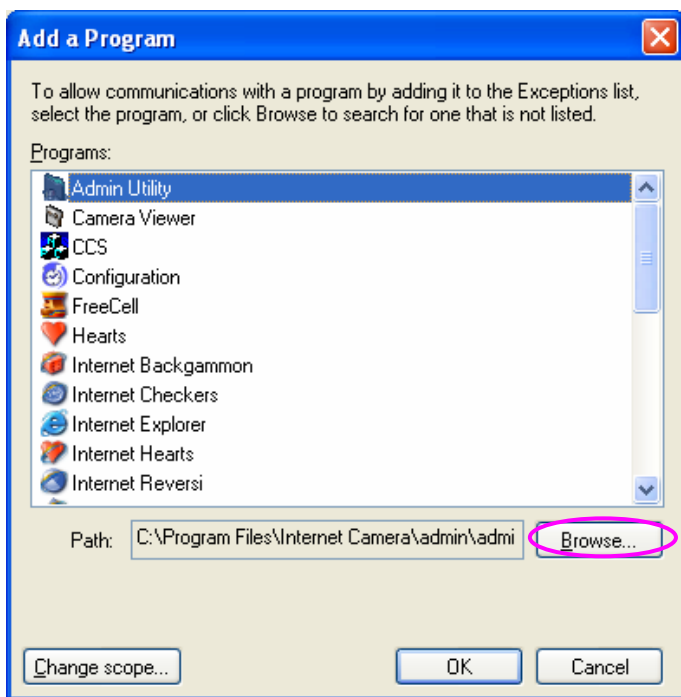 Add a Program
To allow communications with a program by adding it to the Exceptions list,
select the program, or click Browse to search for one that is not listed.
Programs:
Admin Utility
Camera Viewer
CCS
Configuration
FreeCell
Hearts
Internet Backgammon
Internet Checkers
Internet Explorer
Internet Hearts
Internet Reversi
Path: C:\Program Files\Internet Camera\admin\admi Browse...
Change scope... OK Cancel